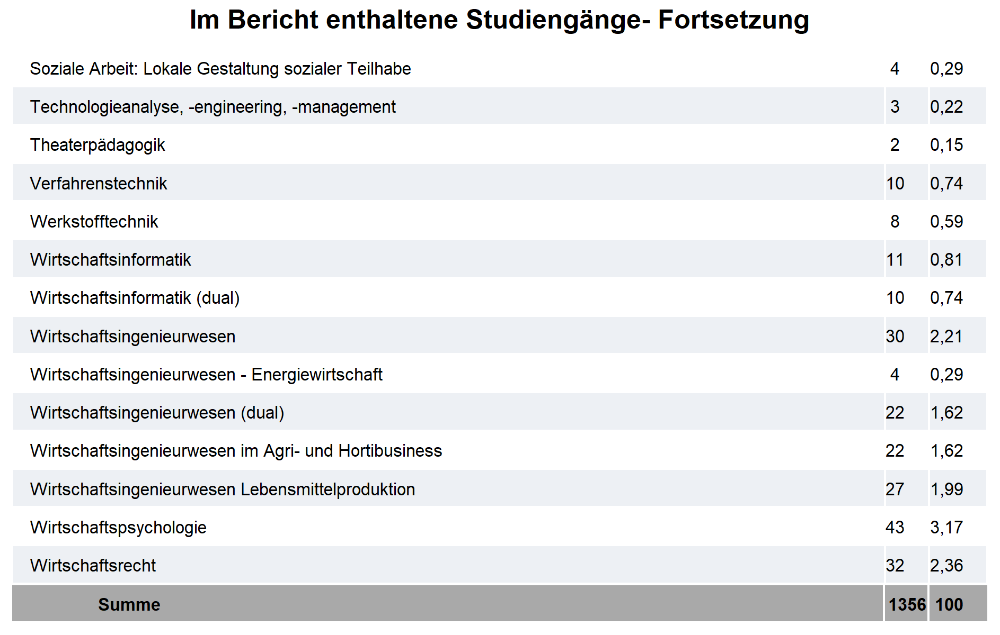 Im Bericht enthaltene Studiengänge- Fortsetzung
Soziale Arbeit: Lokale Gestaltung sozialer Teilhabe 4 0,29
Technologieanalyse, -engineering, -management 3 0,22
Theaterpädagogik 2 0,15
Verfahrenstechnik 10 0,74
Werkstofftechnik 8 0,59
Wirtschaftsinformatik 11 0,81
Wirtschaftsinformatik (dual) 10 0,74
Wirtschaftsingenieurwesen 30 2,21
Wirtschaftsingenieurwesen - Energiewirtschaft 4 0,29
Wirtschaftsingenieurwesen (dual) 22 1,62
Wirtschaftsingenieurwesen im Agri- und Hortibusiness 22 1,62
Wirtschaftsingenieurwesen Lebensmittelproduktion 27 1,99
Wirtschaftspsychologie 43 3,17
Wirtschaftsrecht 32 2,36
Summe 1356 100